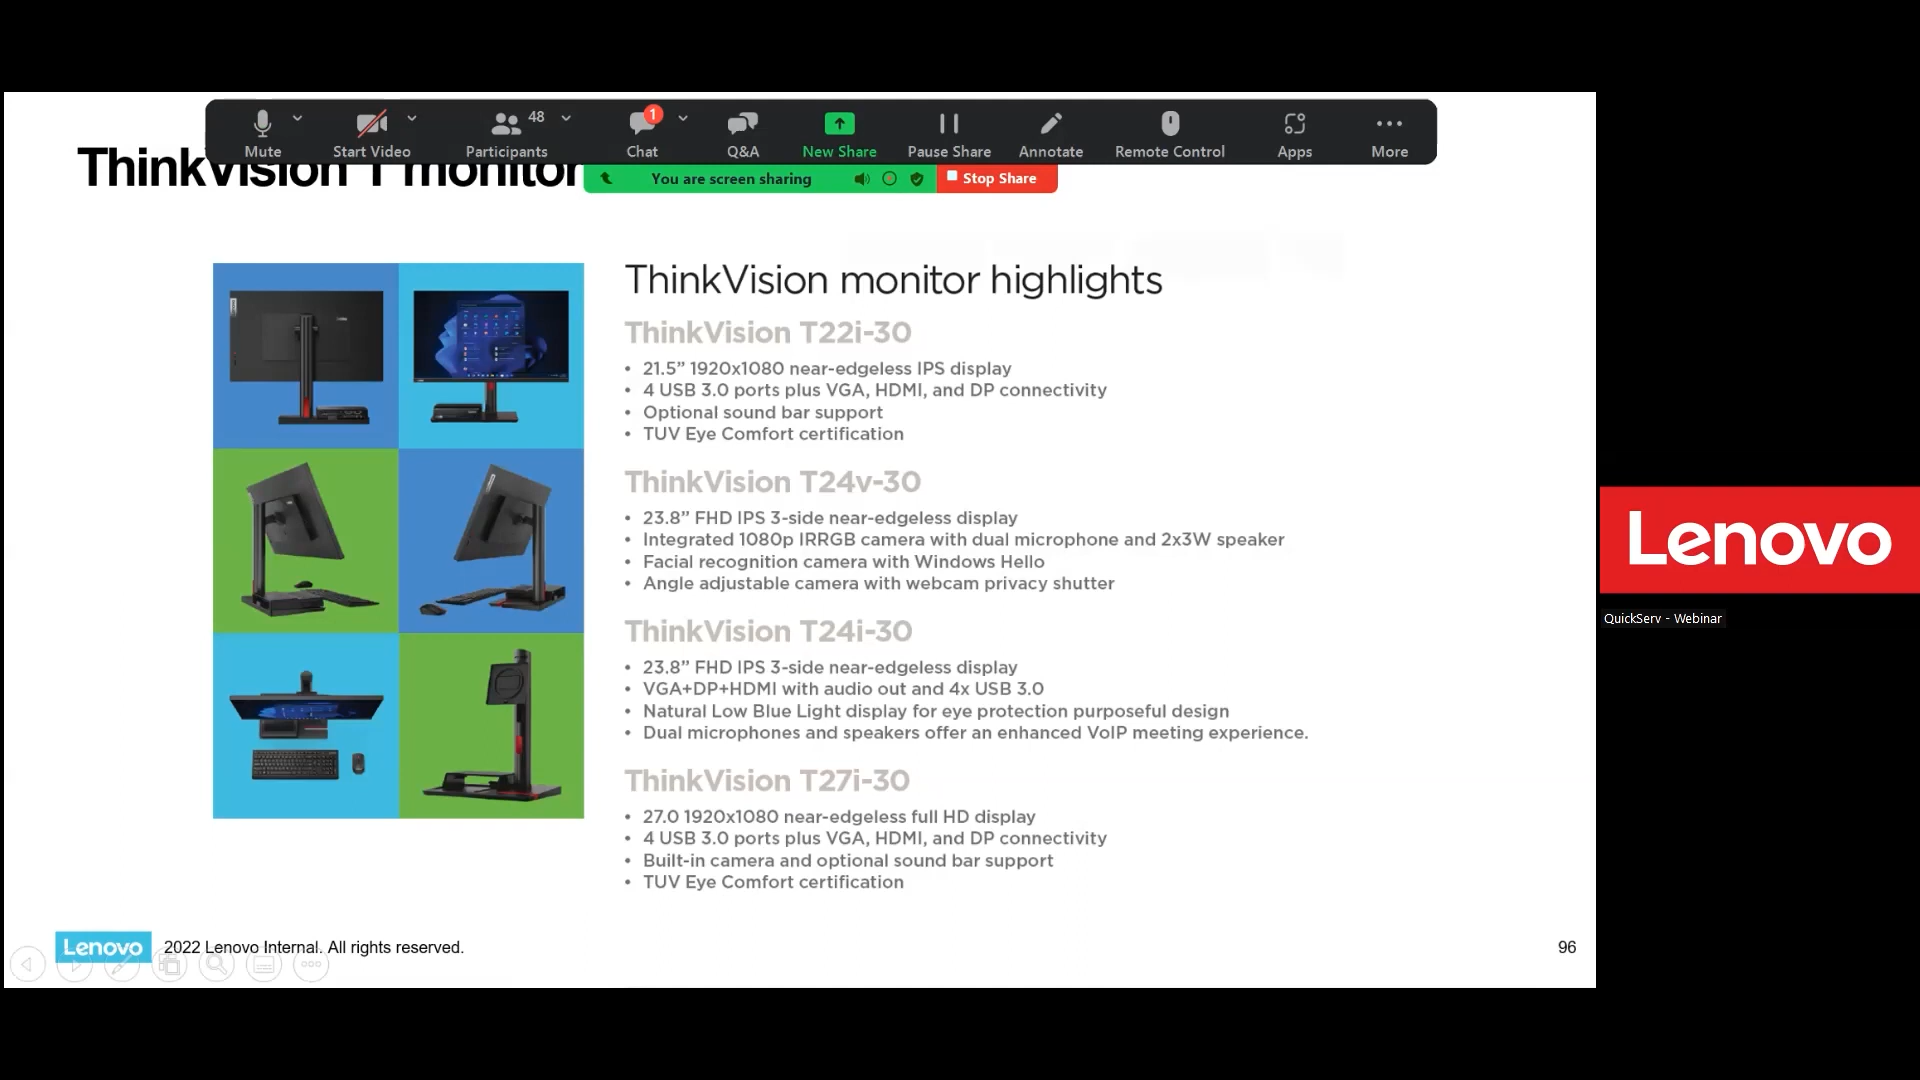 Mute
Start Video
48
Participants
1
Chat
Q&A
New Share
Pause Share
Annotate
Remote Control
Apps
More
ThinkVision T monitor
You are screen sharing
Stop Share
ThinkVision monitor highlights
ThinkVision T22i-30
• 21.5” 1920x1080 near-edgeless IPS display
• 4 USB 3.0 ports plus VGA, HDMI, and DP connectivity
• Optional sound bar support
• TUV Eye Comfort certification
ThinkVision T24v-30
• 23.8” FHD IPS 3-side near-edgeless display
• Integrated 1080p IRRGB camera with dual microphone and 2x3W speaker
• Facial recognition camera with Windows Hello
• Angle adjustable camera with webcam privacy shutter
ThinkVision T24i-30
• 23.8” FHD IPS 3-side near-edgeless display
• VGA+DP+HDMI with audio out and 4x USB 3.0
• Natural Low Blue Light display for eye protection purposeful design
• Dual microphones and speakers offer an enhanced VoIP meeting experience.
ThinkVision T27i-30
• 27.0 1920x1080 near-edgeless full HD display
• 4 USB 3.0 ports plus VGA, HDMI, and DP connectivity
• Built-in camera and optional sound bar support
• TUV Eye Comfort certification
Lenovo
2022 Lenovo Internal. All rights reserved.
96
Lenovo
QuickServ - Webinar